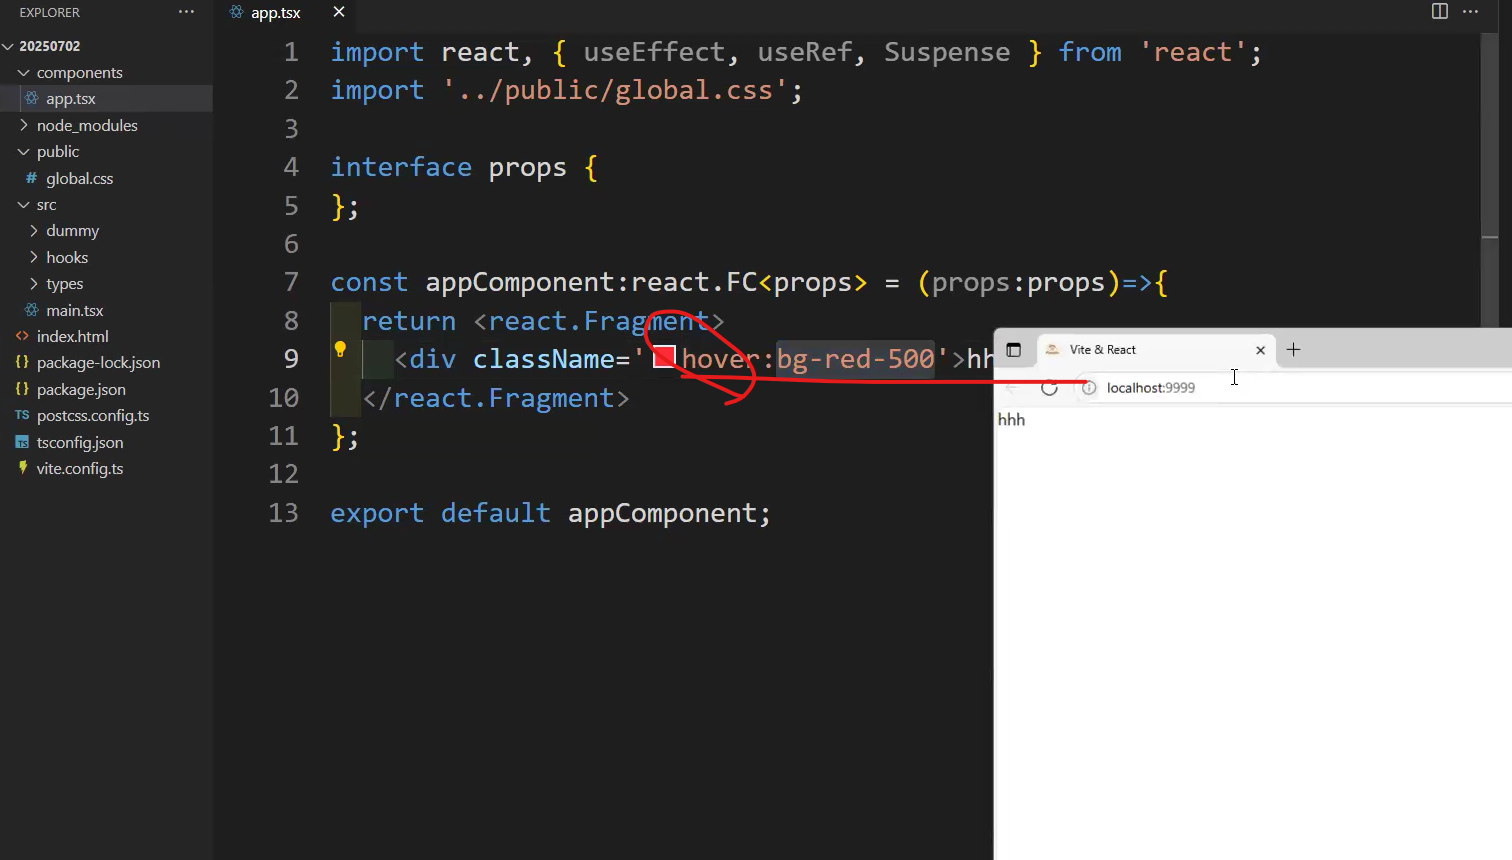 EXPLORER
20250702
components
app.tsx
node_modules
public
# global.css
src
dummy
hooks
types
main.tsx
<> index.html
{} package-lock.json
{} package.json
TS postcss.config.ts
TS tsconfig.json
vite.config.ts
app.tsx
1 import react, { useEffect, useRef, Suspense } from 'react';
2 import '../public/global.css';
3
4 interface props {
5 };
6
7 const appComponent:react.FC<props> = (props:props)=>{
8 return <react.Fragment>
9 <div className='hover:bg-red-500'>hh
10 </react.Fragment>
11 };
12
13 export default appComponent;
Vite & React
localhost:9999
hhh